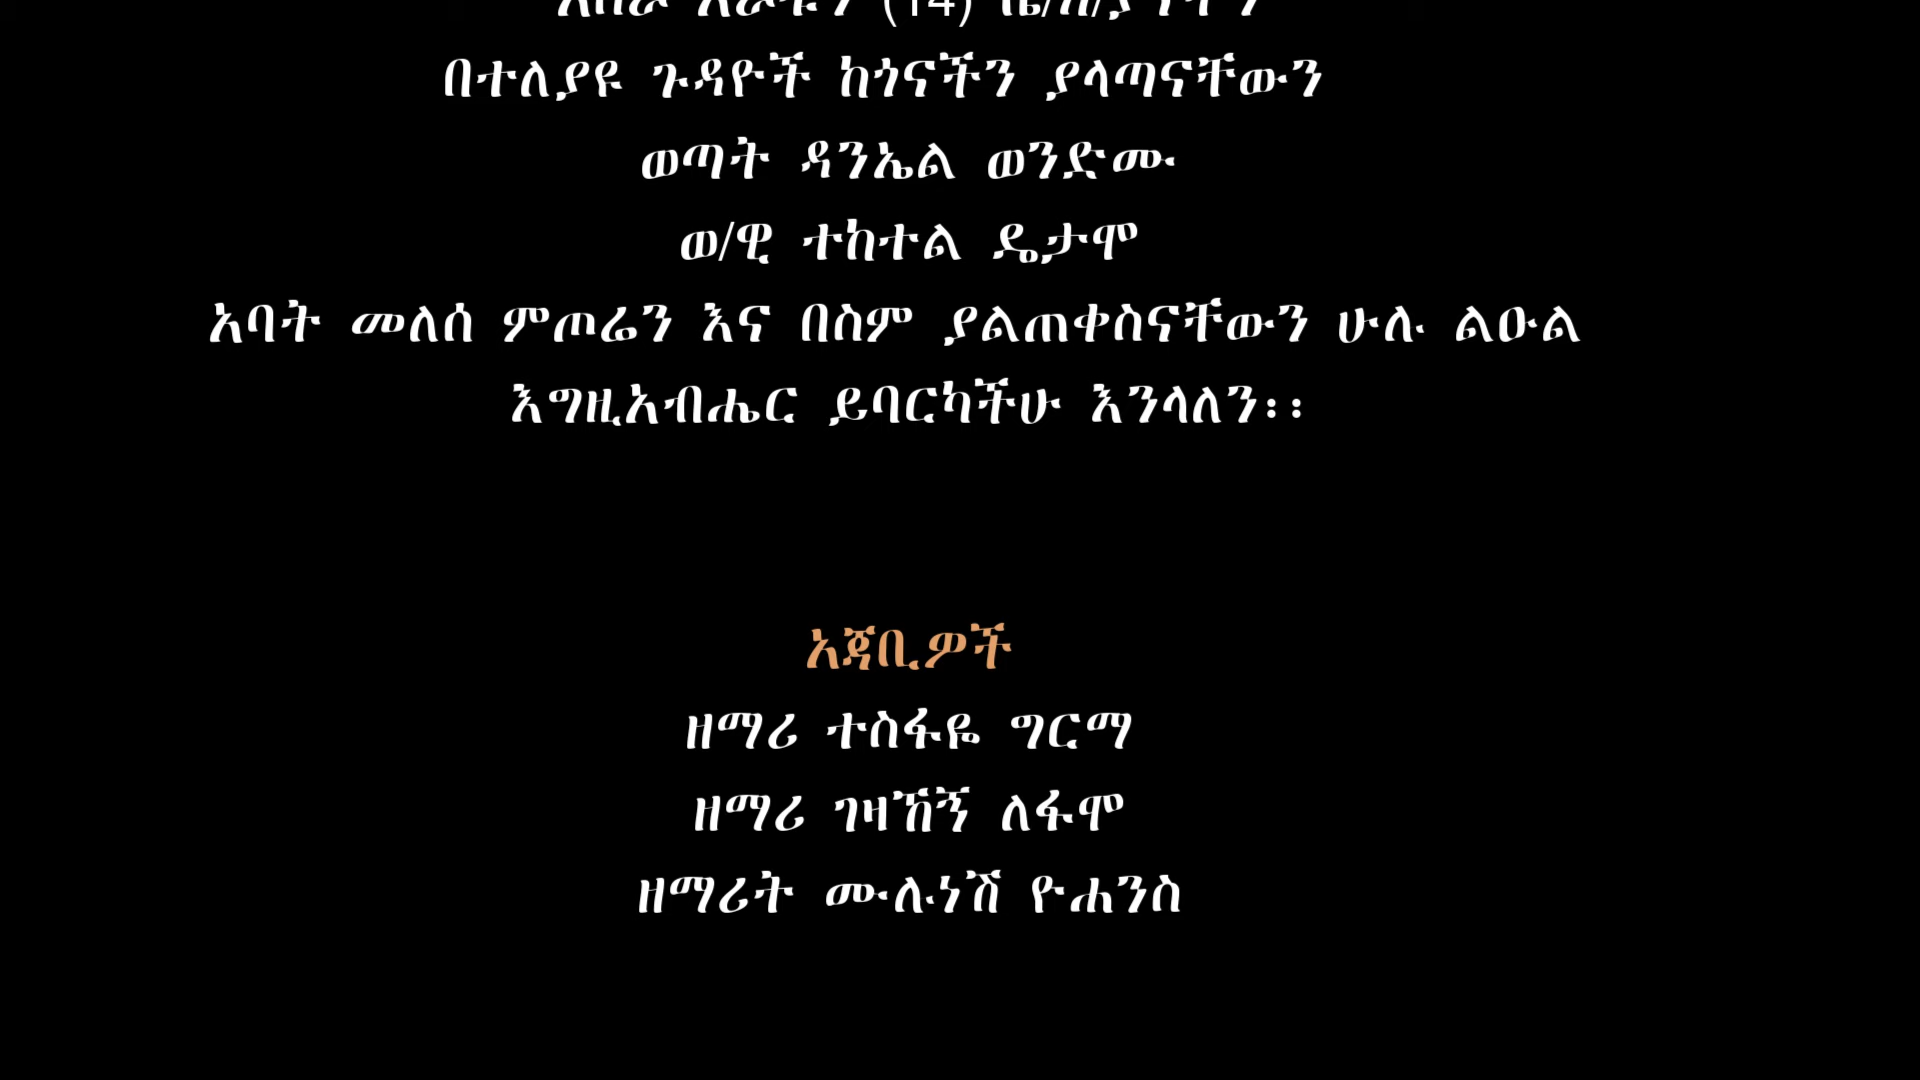 (14)
በተለያዩ ጉዳዮች ከጎናችን ያላጣናቸውን
ወጣት ዳንኤል ወንድሙ
ወ/ዊ ተከተል ዴታሞ
አባት መለሰ ምጦሬን እና በስም ያልጠቀስናቸውን ሁሉ ልዑል
እግዚአብሔር ይባርካችሁ እንላለን፡፡
አጃቢዎች
ዘማሪ ተስፋዬ ግርማ
ዘማሪ ገዛኸኝ ለፋሞ
ዘማሪት ሙሉነሽ ዮሐንስ